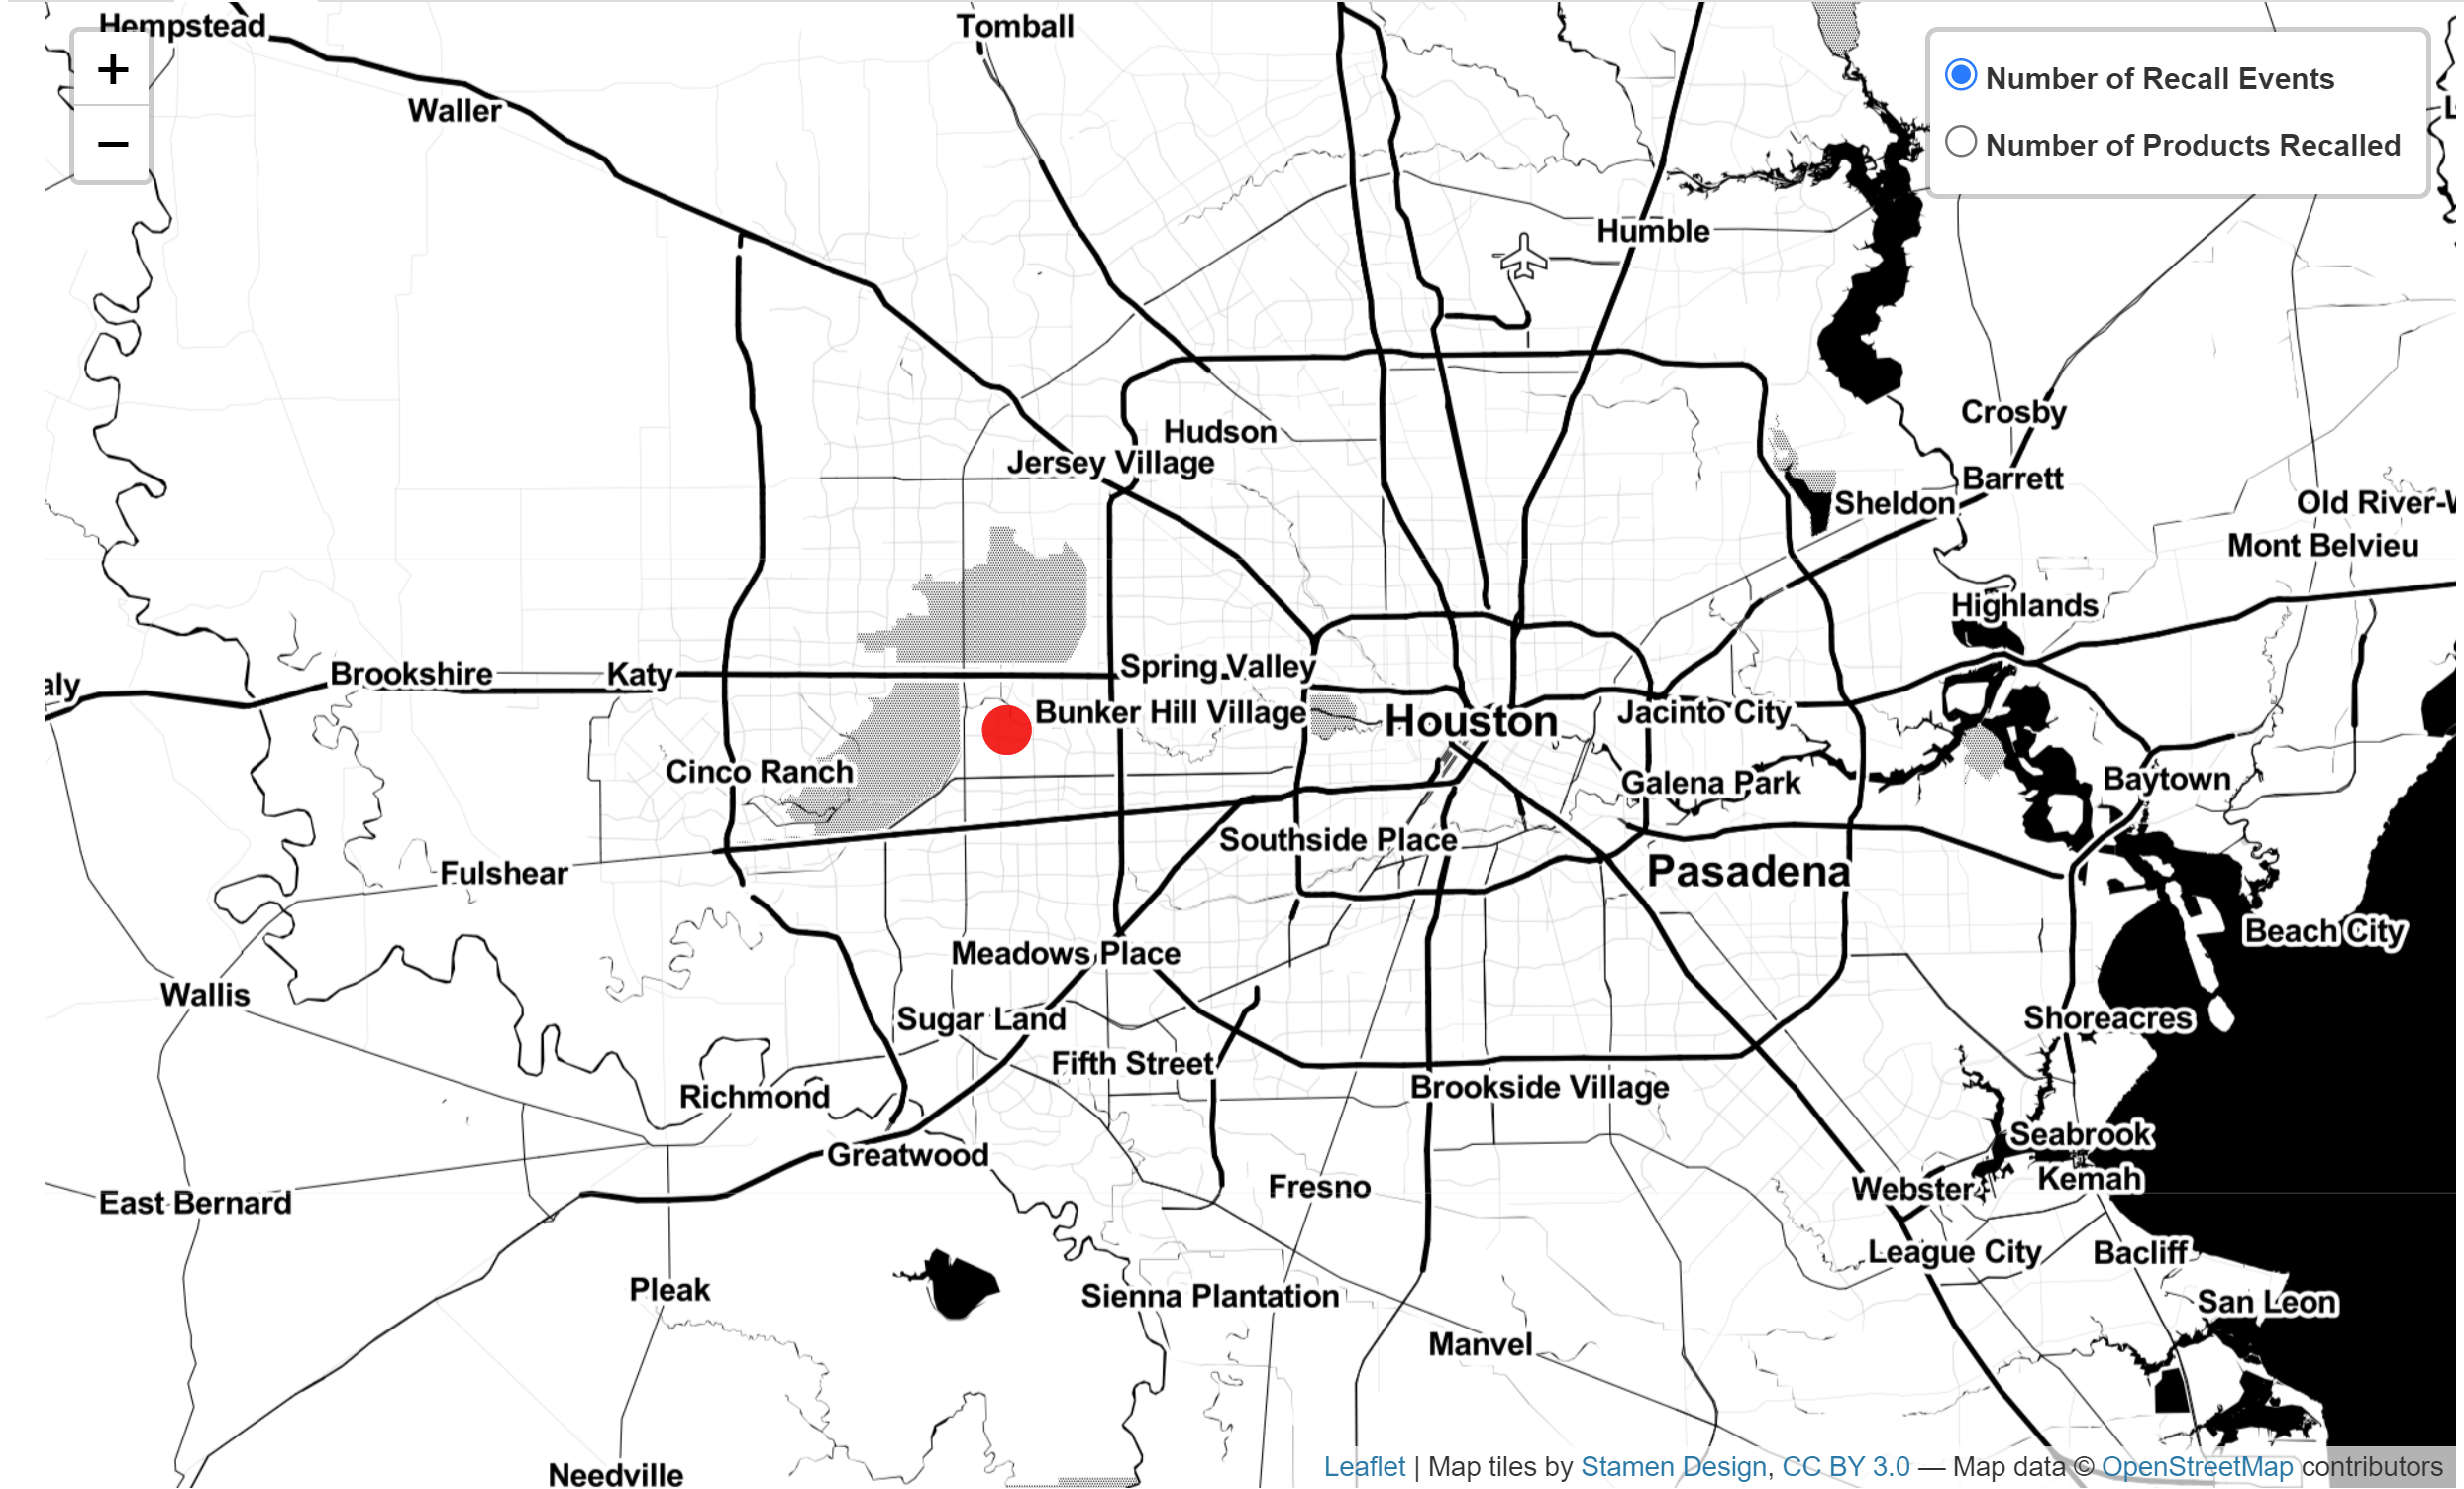 Hempstead
Tomball
+
−
Number of Recall Events
Number of Products Recalled
Waller
Humble
Crosby
Hudson
Jersey Village
Barrett
Sheldon
Mont Belvieu
Highlands
Spring Valley
Brookshire
Katy
Bunker Hill Village
Houston
Jacinto City
Cinco Ranch
Galena Park
Baytown
Southside Place
Fulshear
Pasadena
Beach City
Meadows Place
Wallis
Sugar Land
Shoreacres
Fifth Street
Brookside Village
Richmond
Seabrook
Greatwood
Kemah
Fresno
Webster
East Bernard
League City
Bacliff
Pleak
Sienna Plantation
San Leon
Manvel
Needville
Leaflet | Map tiles by Stamen Design, CC BY 3.0 — Map data © OpenStreetMap contributors